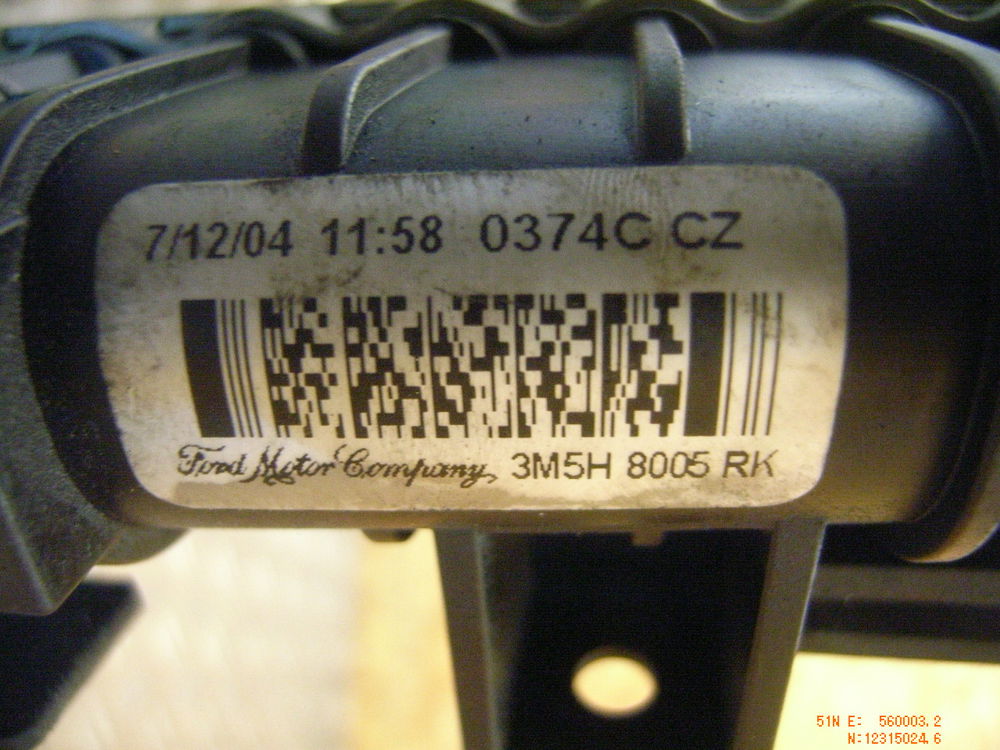 7/12/04 11:58 0374C CZ
Ford Motor Company, 3M5H 8005 RK
51N E: 560003.2
N:12315024.6